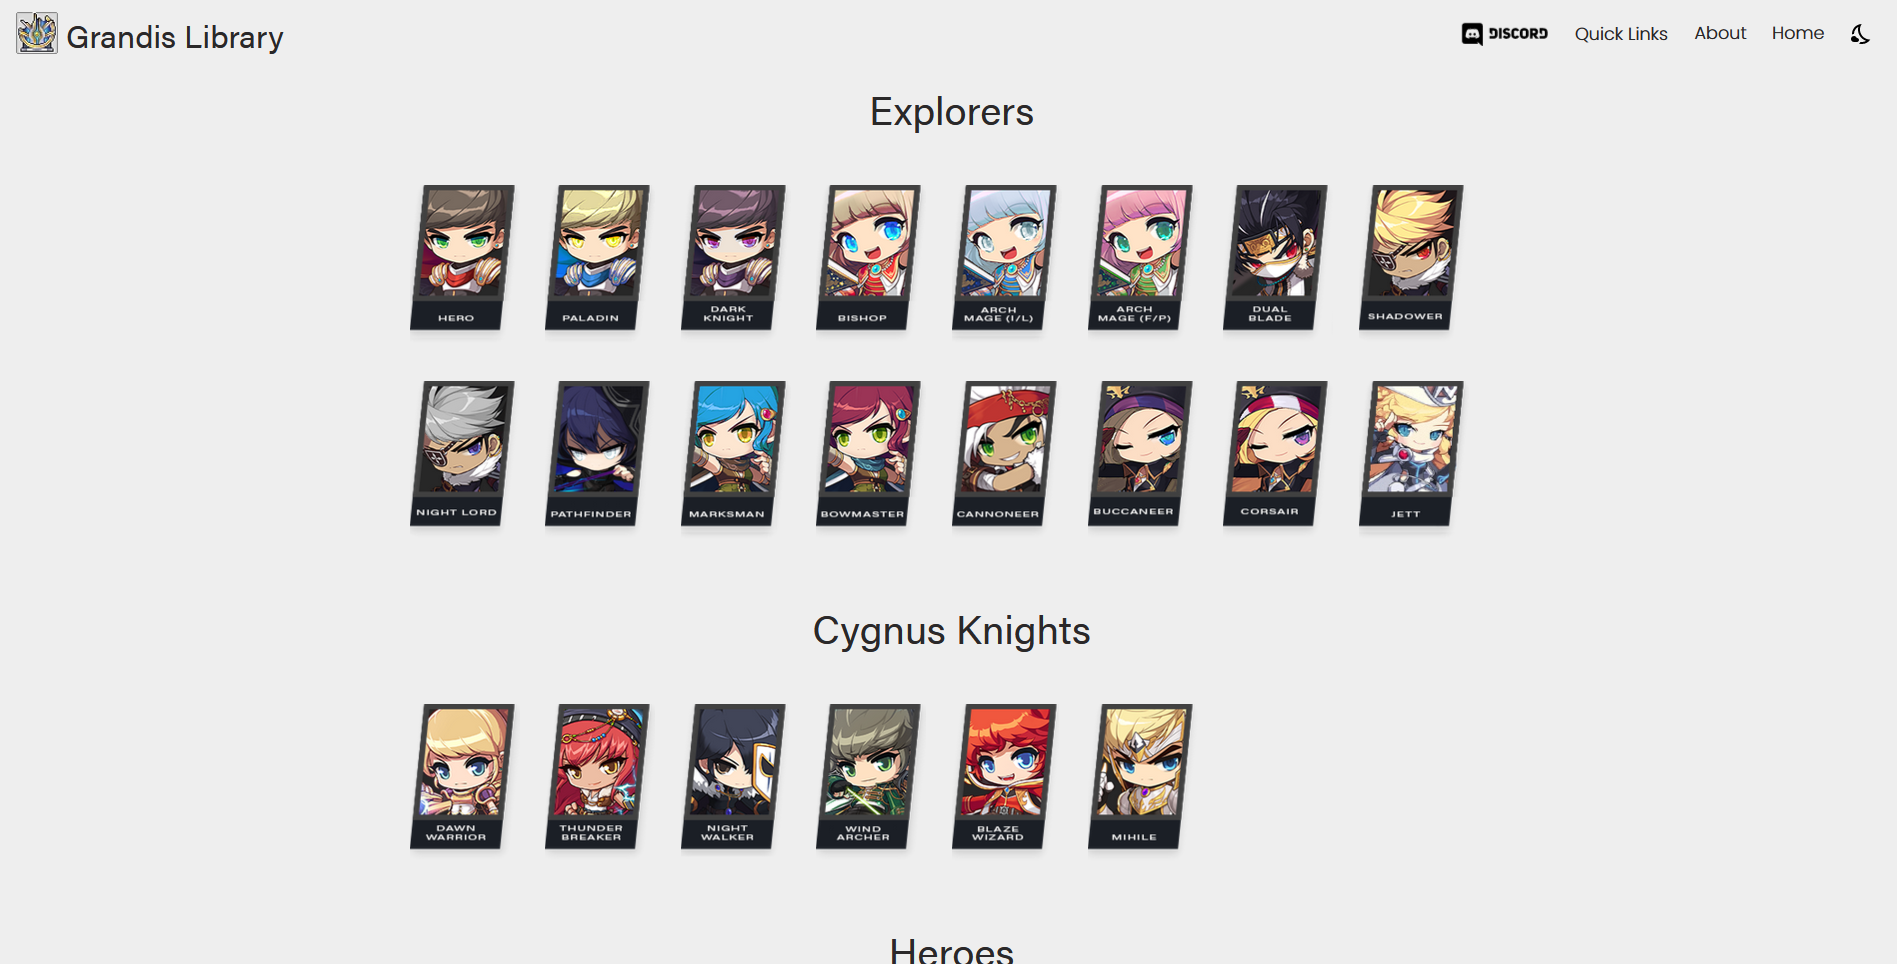 Grandis Library
DISCORD
Quick Links
About
Home
Explorers
HERO
PALADIN
DARK
KNIGHT
BISHOP
ARCH
MAGE (I/L)
ARCH
MAGE (F/P)
DUAL
BLADE
SHADOWER
NIGHT LORD
PATHFINDER
MARKSMAN
BOWMASTER
CANNONEER
BUCCANEER
CORSAIR
JETT
Cygnus Knights
DAWN
WARRIOR
THUNDER
BREAKER
NIGHT
WALKER
WIND
ARCHER
BLAZE
WIZARD
MIHILE
Heroes